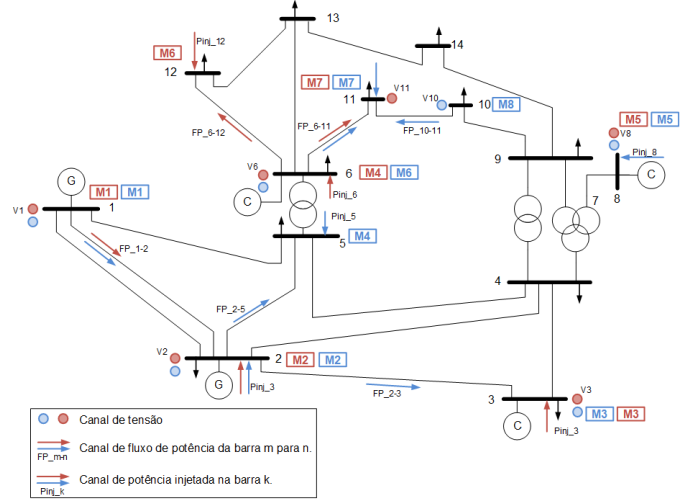 13
Pinj_12
M6
12
14
M7 M7
V11
11
V10
10 M8
M5 M5
V8
Pinj_8
FP_6-12
FP_6-11
FP_10-11
9
V6
6 M4 M6
C
Pinj_6
7
8
C
G
M1 M1
V1
1
Pinj_5
5 M4
FP_1-2
4
FP_2-5
V2
2 M2 M2
G
Pinj_3
FP_2-3
3
V3
C
M3 M3
Pinj_3
Canal de tensão
Canal de fluxo de potência da barra m para n.
FP_m-n
Canal de potência injetada na barra k.
Pinj_k